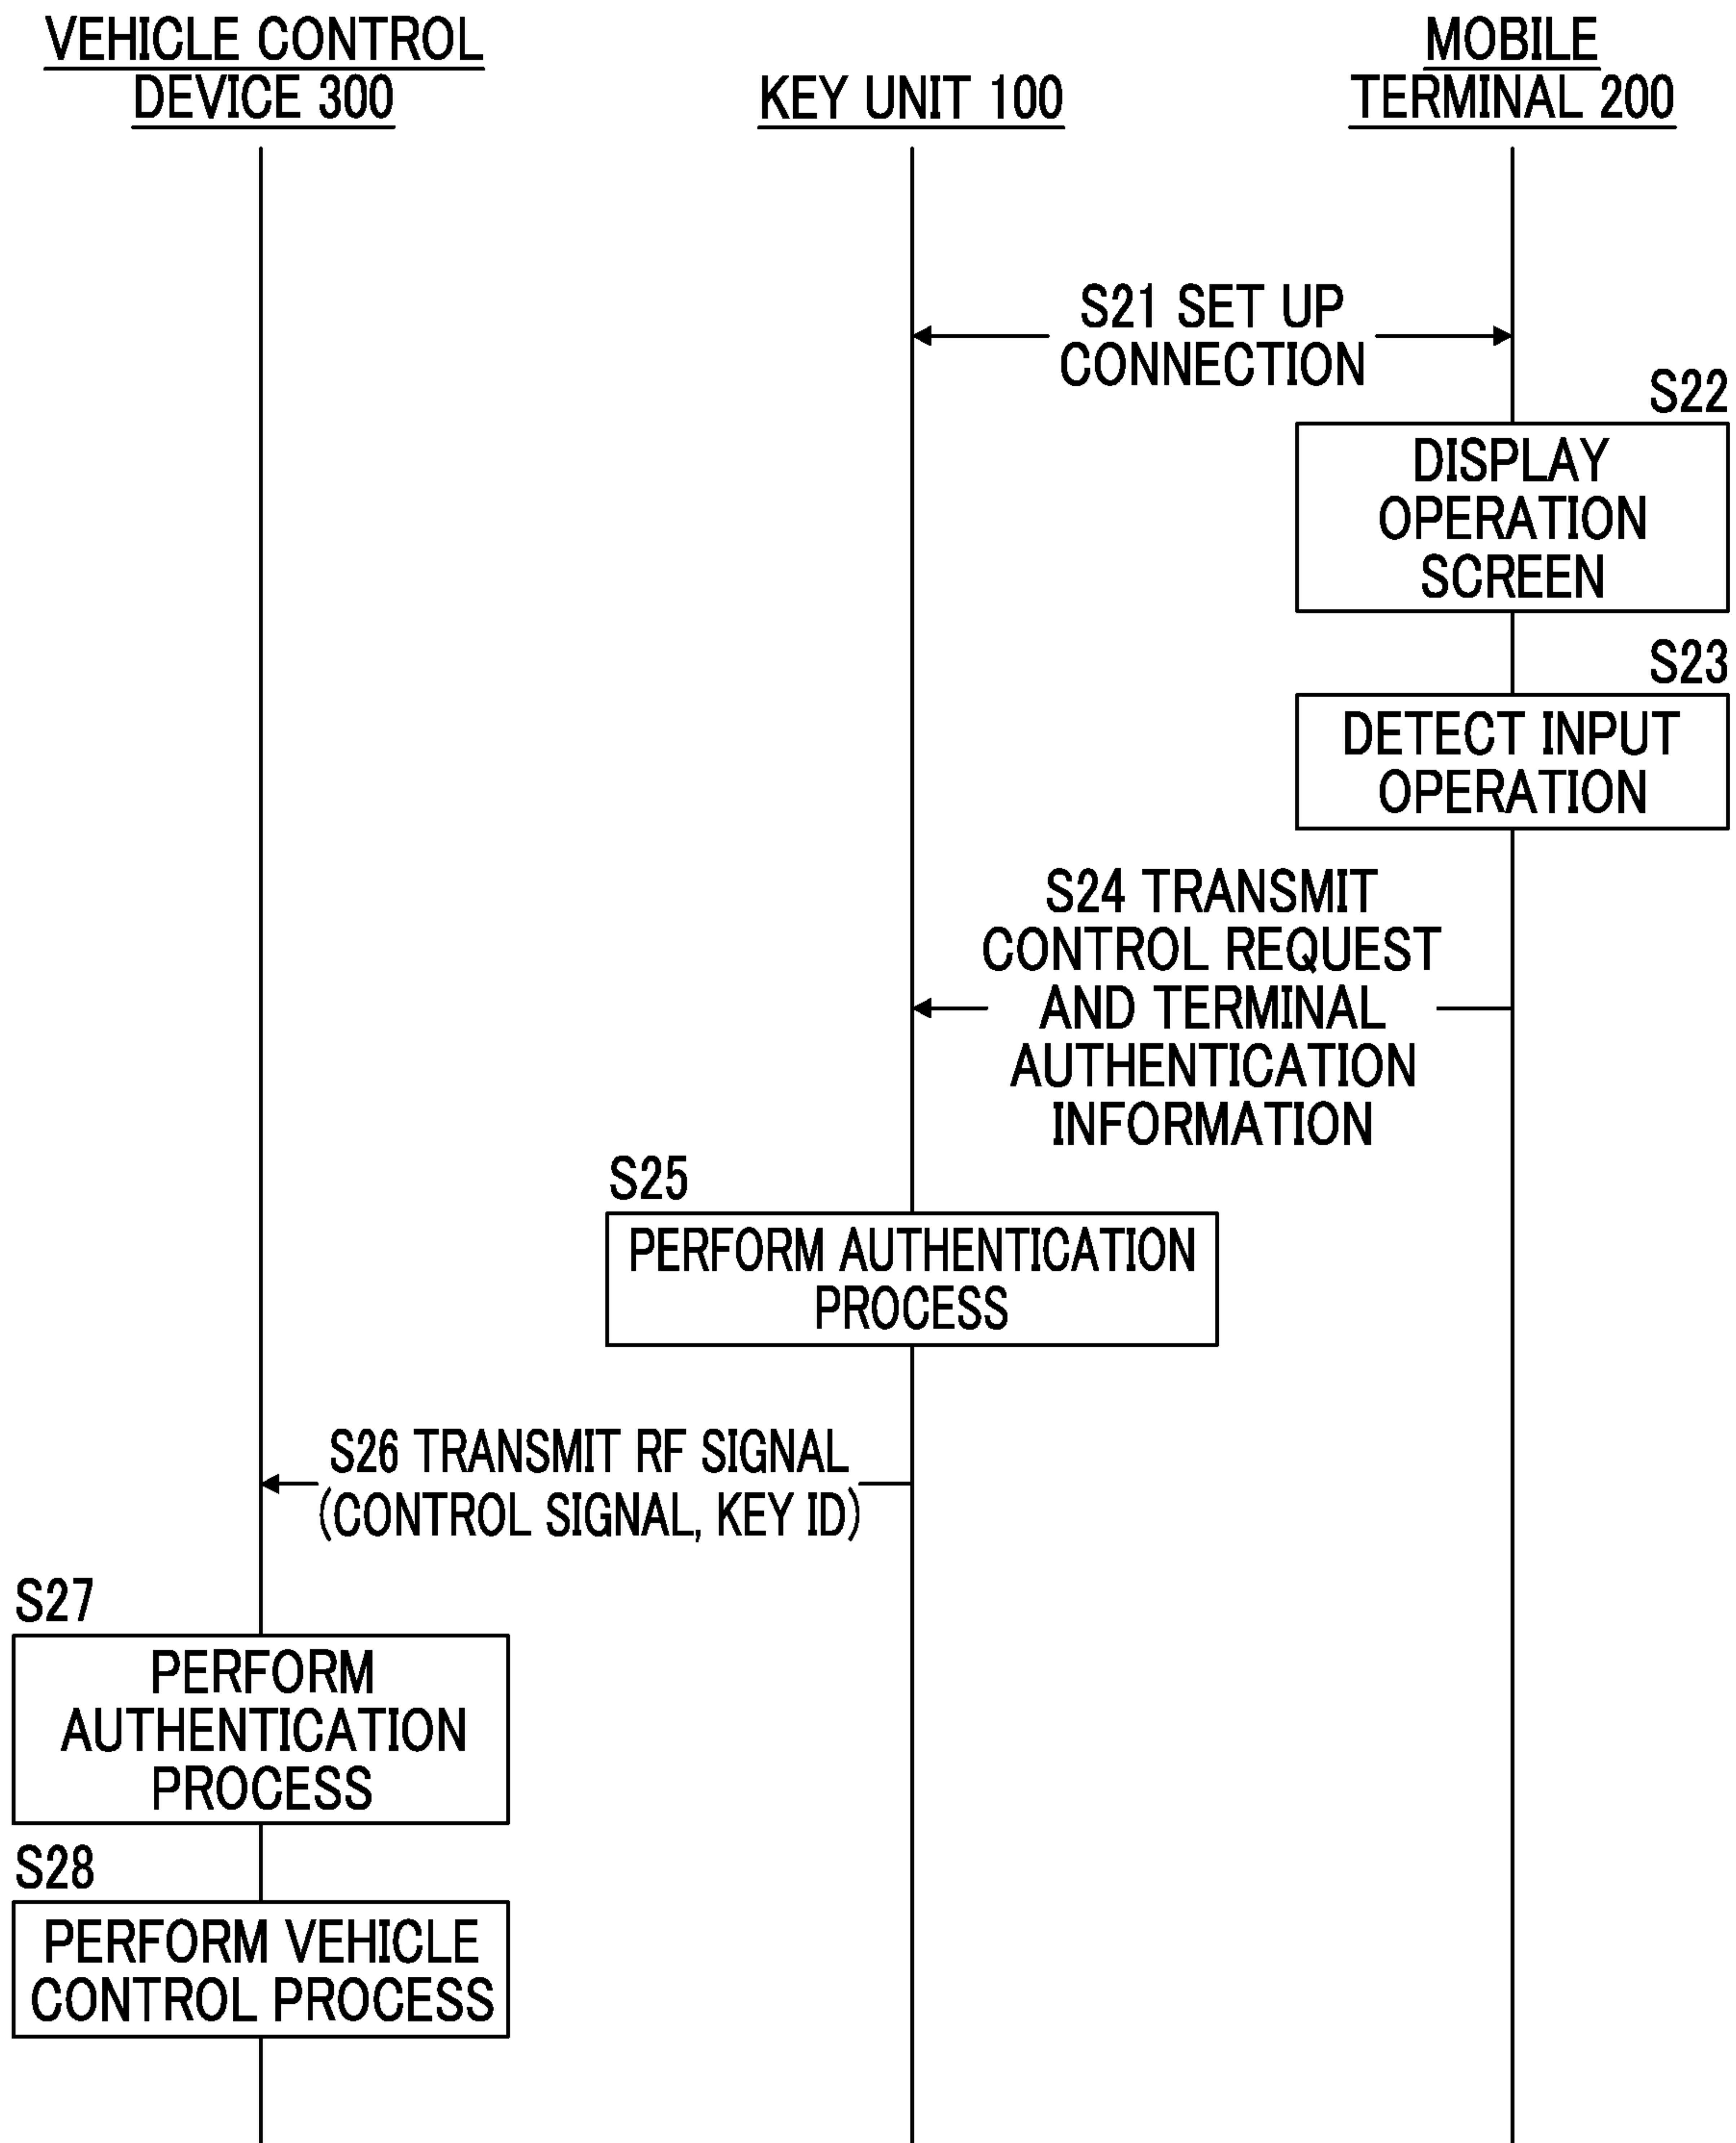 VEHICLE CONTROL
DEVICE 300
KEY UNIT 100
MOBILE
TERMINAL 200
S21 SET UP
CONNECTION
S22
DISPLAY
OPERATION
SCREEN
S23
DETECT INPUT
OPERATION
S24 TRANSMIT
CONTROL REQUEST
AND TERMINAL
AUTHENTICATION
INFORMATION
S25
PERFORM AUTHENTICATION
PROCESS
S26 TRANSMIT RF SIGNAL
(CONTROL SIGNAL, KEY ID)
S27
PERFORM
AUTHENTICATION
PROCESS
S28
PERFORM VEHICLE
CONTROL PROCESS